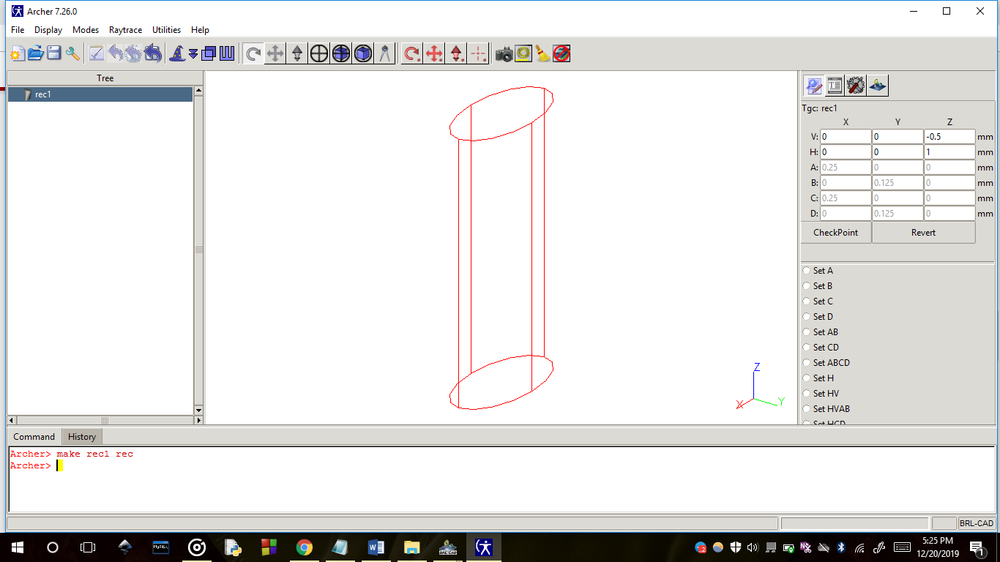 Archer 7.26.0
File Display Modes Raytrace Utilities Help
Tree
rec1
Z
X
Y
Tgc: rec1
X Y Z
V: 0 0 -0.5 mm
H: 0 0 1 mm
A: 0.25 0 0 mm
B: 0 0.125 0 mm
C: 0.25 0 0 mm
D: 0 0.125 0 mm
CheckPoint Revert
Set A
Set B
Set C
Set D
Set AB
Set CD
Set ABCD
Set H
Set HV
Set HVAB
Set HCD
Command History
Archer> make rec1 rec
Archer>
BRL-CAD
MySQL
5:25 PM
12/20/2019